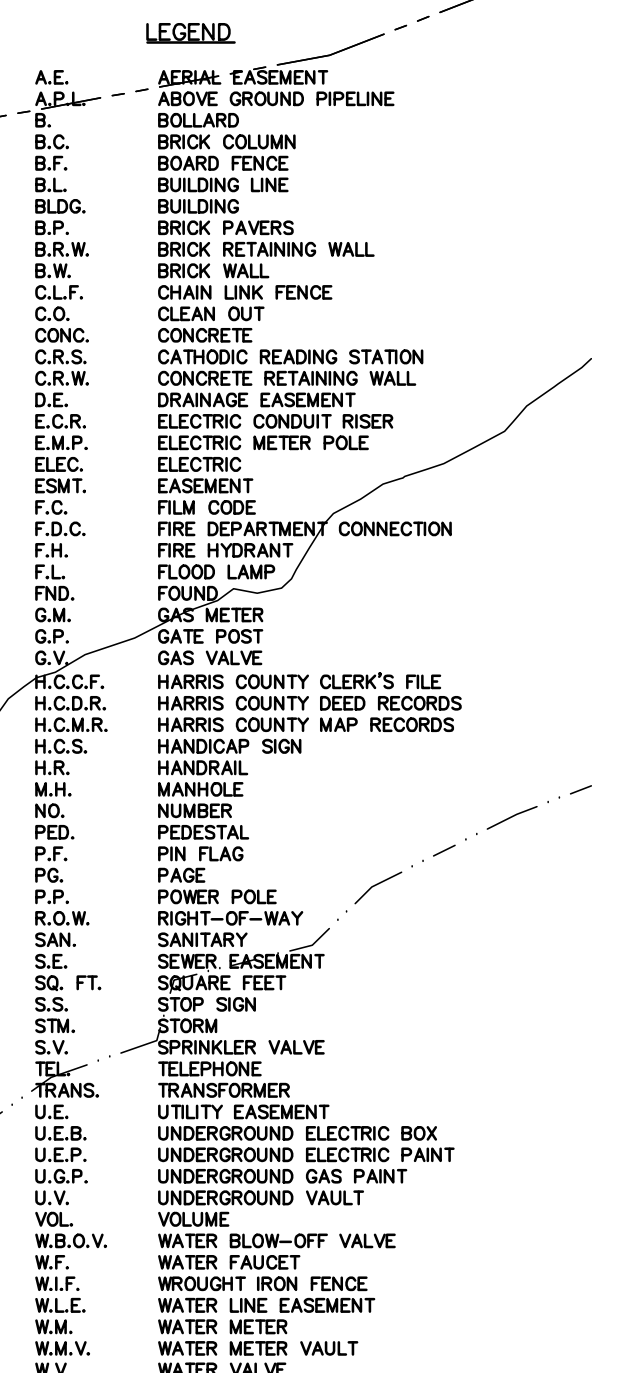 LEGEND
A.E. AERIAL EASEMENT
A.P.L. ABOVE GROUND PIPELINE
B. BOLLARD
B.C. BRICK COLUMN
B.F. BOARD FENCE
B.L. BUILDING LINE
BLDG. BUILDING
B.P. BRICK PAVERS
B.R.W. BRICK RETAINING WALL
B.W. BRICK WALL
C.L.F. CHAIN LINK FENCE
C.O. CLEAN OUT
CONC. CONCRETE
C.R.S. CATHODIC READING STATION
C.R.W. CONCRETE RETAINING WALL
D.E. DRAINAGE EASEMENT
E.C.R. ELECTRIC CONDUIT RISER
E.M.P. ELECTRIC METER POLE
ELEC. ELECTRIC
ESMT. EASEMENT
F.C. FILM CODE
F.D.C. FIRE DEPARTMENT CONNECTION
F.H. FIRE HYDRANT
F.L. FLOOD LAMP
FND. FOUND
G.M. GAS METER
G.P. GATE POST
G.V. GAS VALVE
H.C.C.F. HARRIS COUNTY CLERK'S FILE
H.C.D.R. HARRIS COUNTY DEED RECORDS
H.C.M.R. HARRIS COUNTY MAP RECORDS
H.C.S. HANDICAP SIGN
H.R. HANDRAIL
M.H. MANHOLE
NO. NUMBER
PED. PEDESTAL
P.F. PIN FLAG
PG. PAGE
P.P. POWER POLE
R.O.W. RIGHT-OF-WAY
SAN. SANITARY
S.E. SEWER EASEMENT
SQ. FT. SQUARE FEET
S.S. STOP SIGN
STM. STORM
S.V. SPRINKLER VALVE
TEL. TELEPHONE
TRANS. TRANSFORMER
U.E. UTILITY EASEMENT
U.E.B. UNDERGROUND ELECTRIC BOX
U.E.P. UNDERGROUND ELECTRIC PAINT
U.G.P. UNDERGROUND GAS PAINT
U.V. UNDERGROUND VAULT
VOL. VOLUME
W.B.O.V. WATER BLOW-OFF VALVE
W.F. WATER FAUCET
W.I.F. WROUGHT IRON FENCE
W.L.E. WATER LINE EASEMENT
W.M. WATER METER
W.M.V. WATER METER VAULT
W.V. WATER VALVE